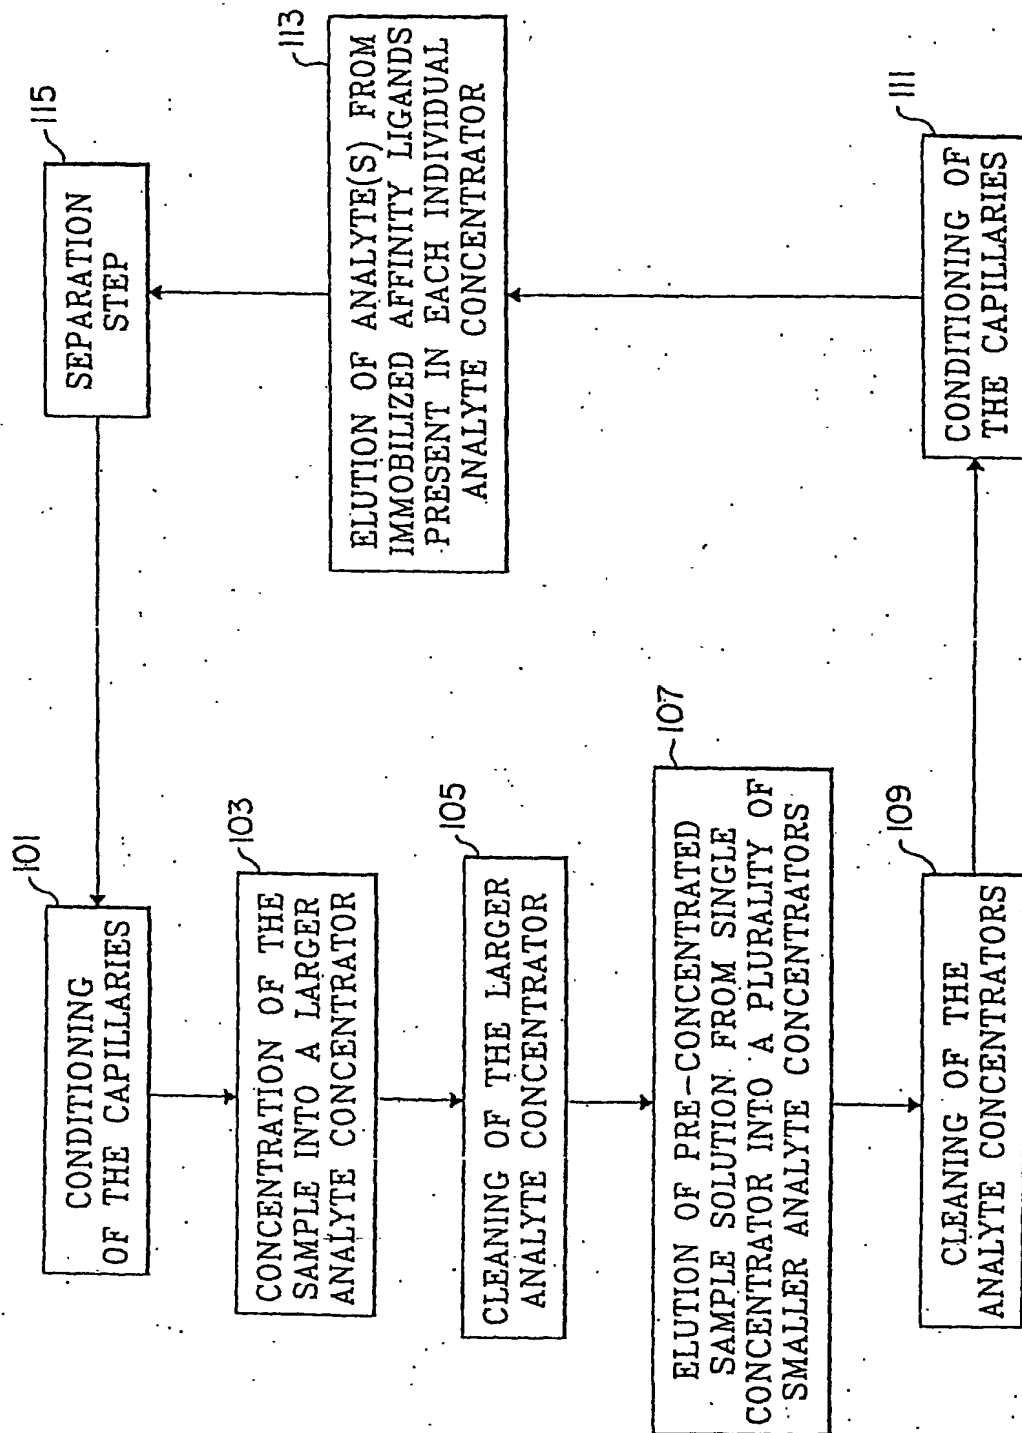 101
CONDITIONING
OF THE CAPILLARIES
103
CONCENTRATION OF THE
SAMPLE INTO A LARGER
ANALYTE CONCENTRATOR
105
CLEANING OF THE LARGER
ANALYTE CONCENTRATOR
107
ELUTION OF PRE-CONCENTRATED
SAMPLE SOLUTION FROM SINGLE
CONCENTRATOR INTO A PLURALITY OF
SMALLER ANALYTE CONCENTRATORS
109
CLEANING OF THE
ANALYTE CONCENTRATORS
111
CONDITIONING OF
THE CAPILLARIES
113
ELUTION OF ANALYTE(S) FROM
IMMOBILIZED AFFINITY LIGANDS
PRESENT IN EACH INDIVIDUAL
ANALYTE CONCENTRATOR
115
SEPARATION
STEP